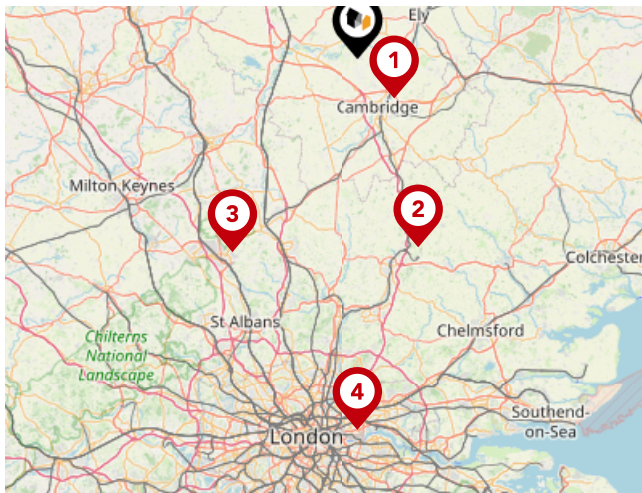 Ely
1
Cambridge
Milton Keynes
3
2
Colchester
St Albans
Chelmsford
Chilterns
National
Landscape
4
Southend-
on-Sea
London